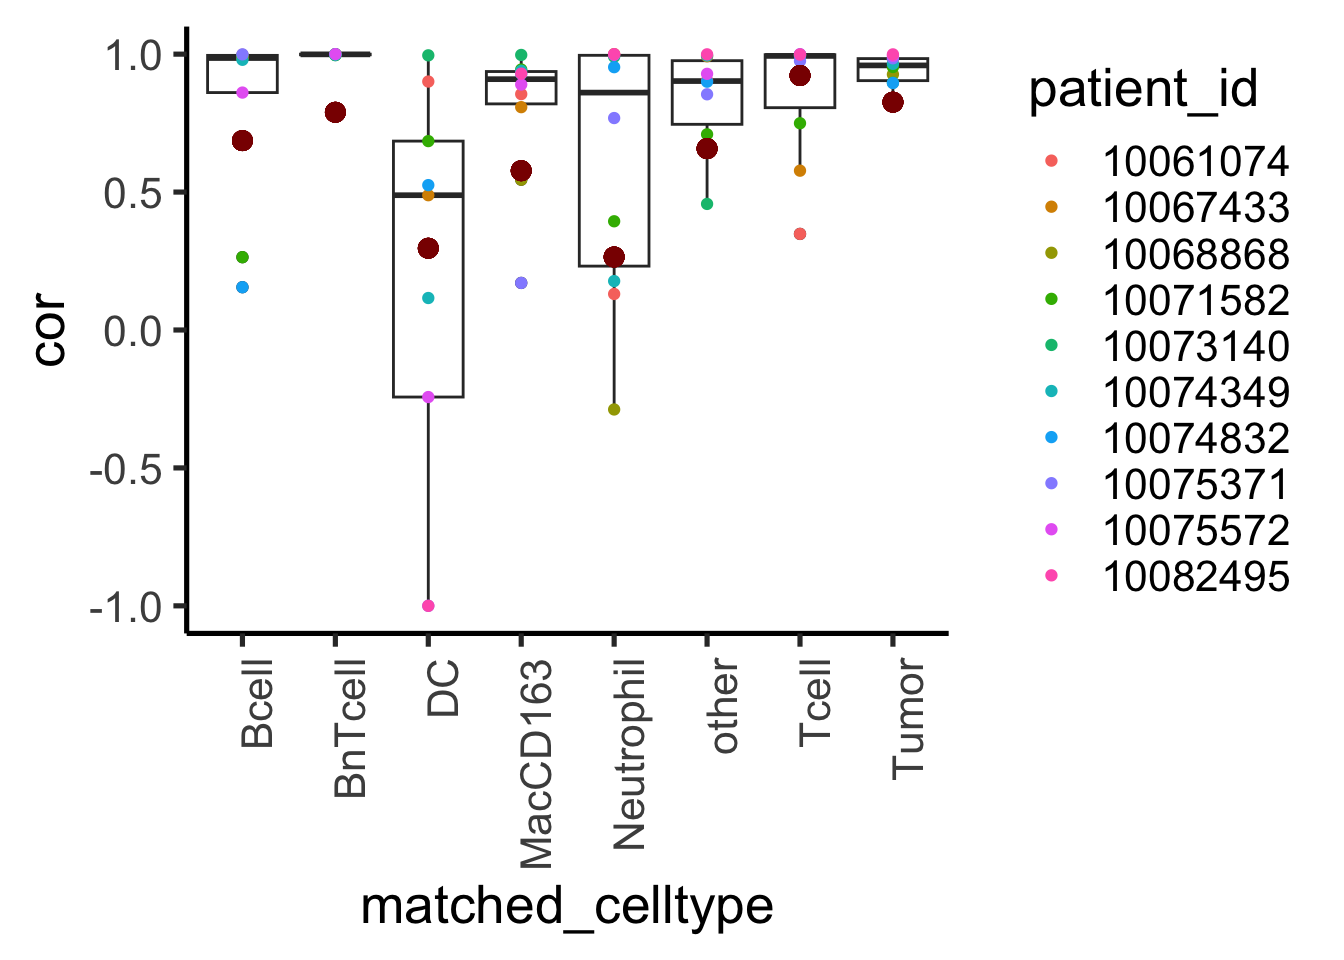 1.0
0.5
0.0
-0.5
-1.0
cor
Bcell
BnTcell
DC
MacCD163
Neutrophil
other
Tcell
Tumor
matched_celltype
patient_id
10061074
10067433
10068868
10071582
10073140
10074349
10074832
10075371
10075572
10082495